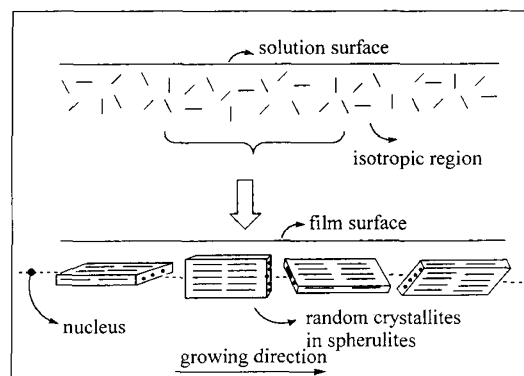 solution surface
isotropic region
film surface
nucleus
random crystallites
in spherulites
growing direction